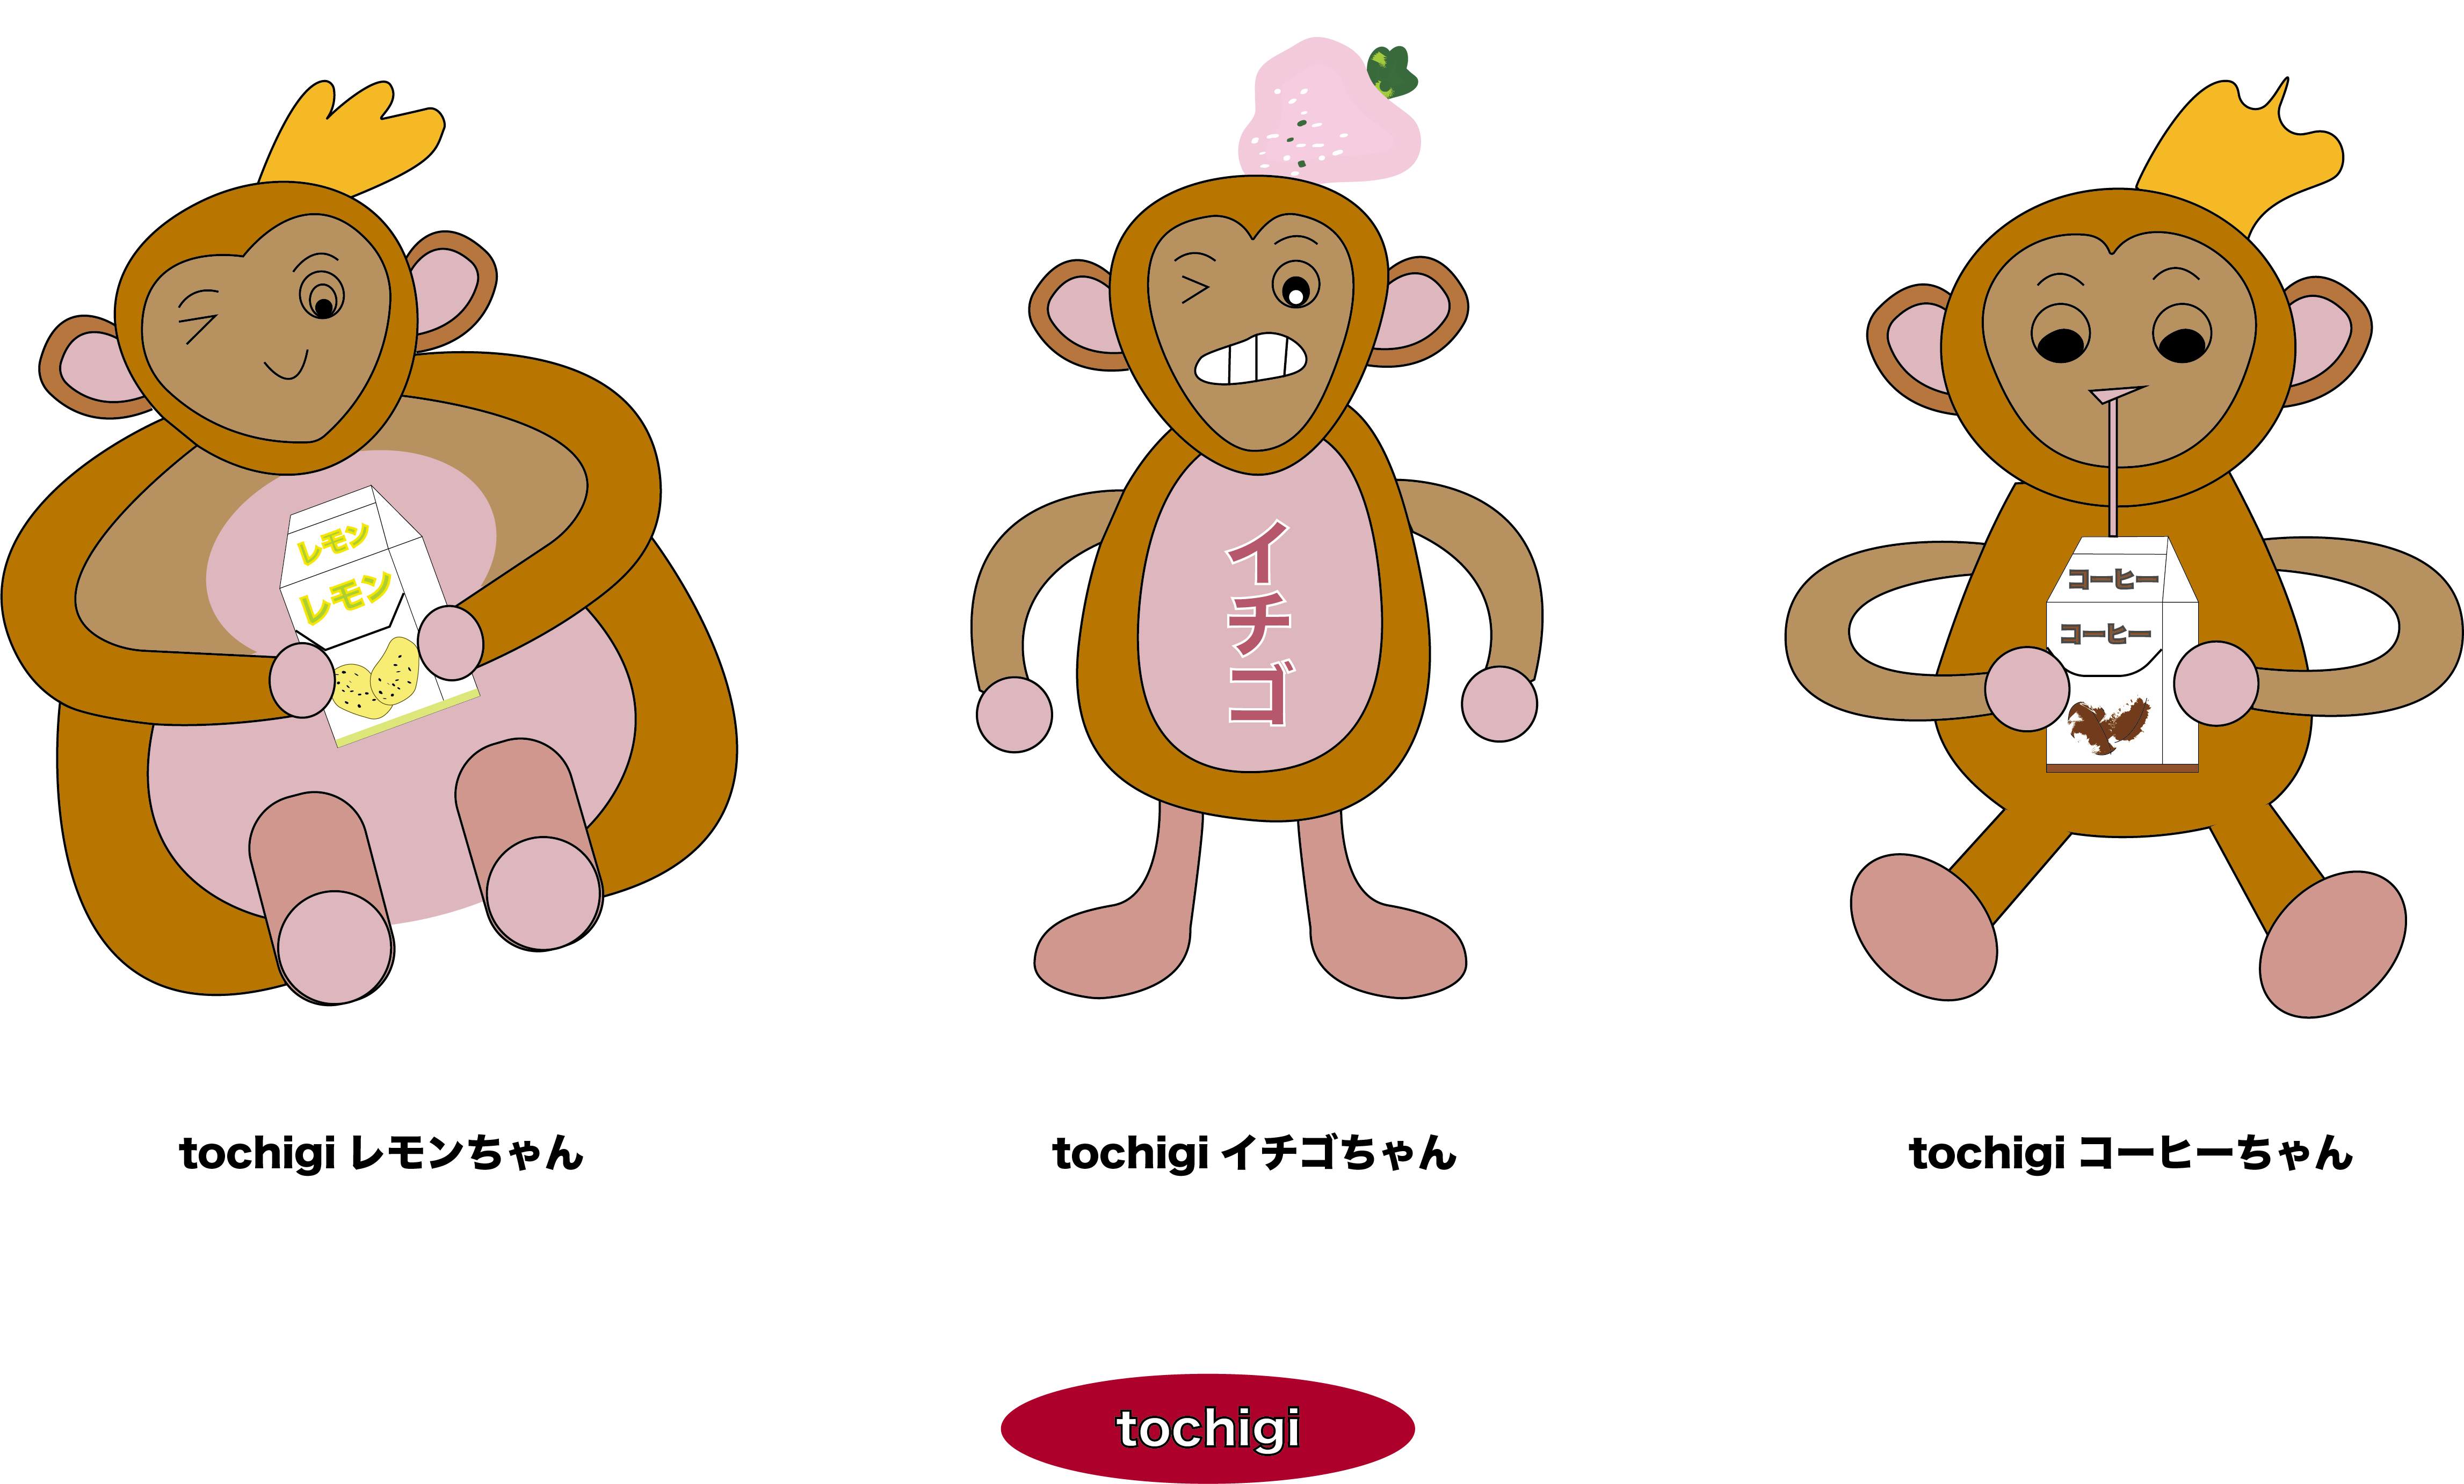 レモン
レモン
イチゴ
コーヒー
コーヒー
tochigi レモンちゃん
tochigi イチゴちゃん
tochigi コーヒーちゃん
tochigi